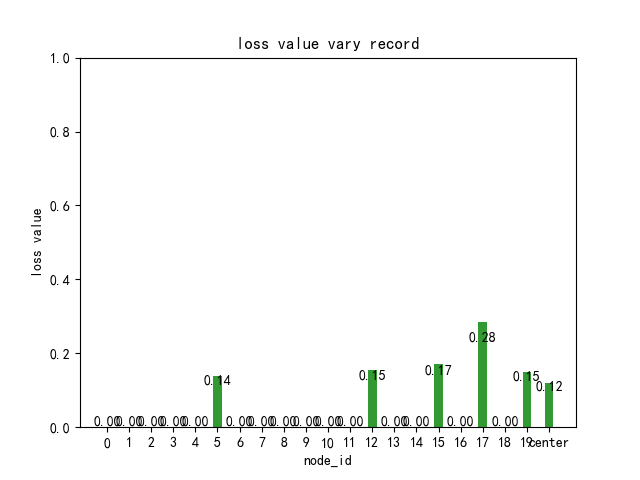 loss value vary record
1.0
0.8
0.6
0.4
0.2
0.0
loss value
0.00 0.00 0.00 0.00 0.00 0.14 0.00 0.00 0.00 0.00 0.00 0.00 0.15 0.00 0.00 0.17 0.00 0.28 0.00 0.15 0.12
0 1 2 3 4 5 6 7 8 9 10 11 12 13 14 15 16 17 18 19 center
node_id